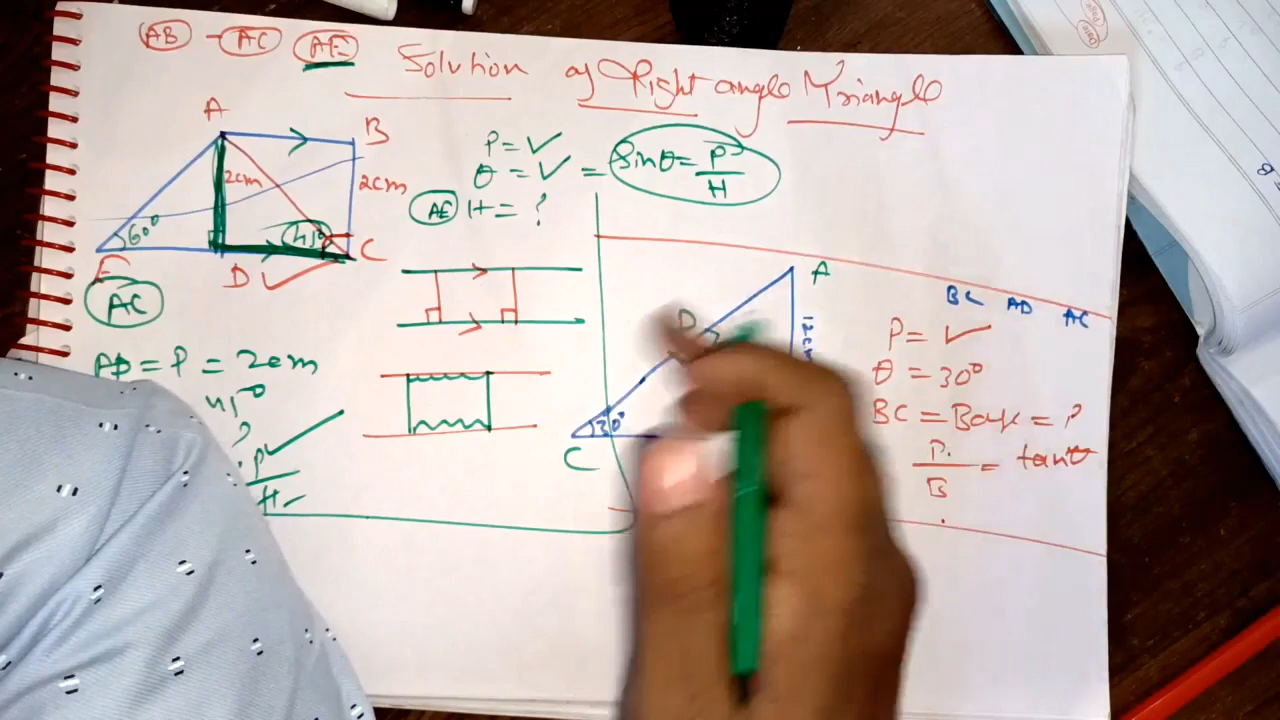 AB - AC AE
Solution of Right angle Triangle
A
B
2cm
2cm
60°
45°
E
D
C
P = ✓
θ = ✓ = Sinθ = P/H
AE H = ?
AC
AD = P = 2cm
45°
?
P/H
A
D
12cm
30°
C
BC AD AC
P = ✓
θ = 30°
BC = Base = ?
P/B = tanθ